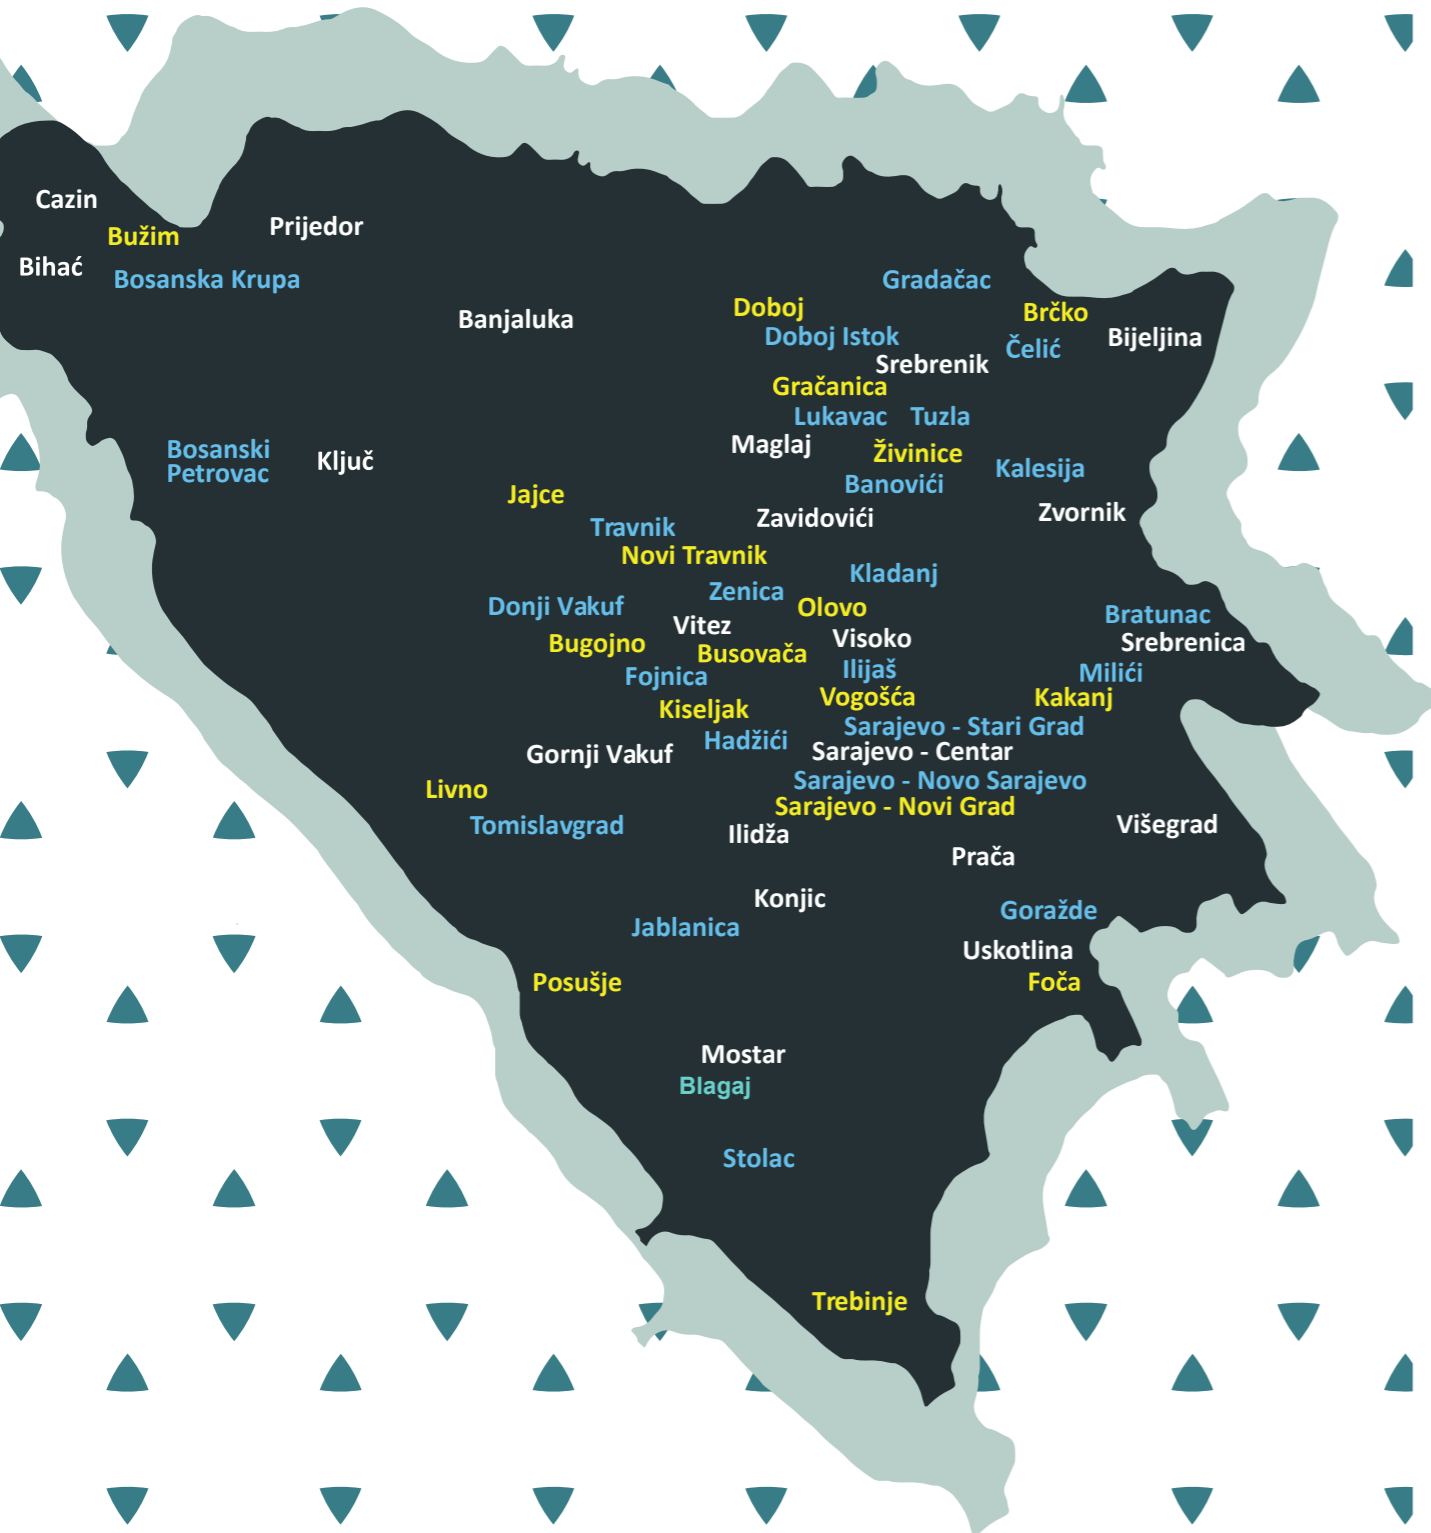 Cazin
Prijedor
Bužim
Bihać
Bosanska Krupa
Gradačac
Doboj
Brčko
Banjaluka
Doboj Istok
Bijeljina
Čelić
Srebrenik
Gračanica
Lukavac
Tuzla
Maglaj
Bosanski
Petrovac
Živinice
Ključ
Kalesija
Banovići
Jajce
Zvornik
Zavidovići
Travnik
Novi Travnik
Kladanj
Zenica
Donji Vakuf
Olovo
Bratunac
Vitez
Visoko
Bugojno
Srebrenica
Busovača
Ilijaš
Milići
Fojnica
Vogošća
Kakanj
Kiseljak
Sarajevo - Stari Grad
Hadžići
Sarajevo - Centar
Gornji Vakuf
Sarajevo - Novo Sarajevo
Livno
Sarajevo - Novi Grad
Tomislavgrad
Višegrad
Ilidža
Prača
Konjic
Goražde
Jablanica
Uskotlina
Posušje
Foča
Mostar
Blagaj
Stolac
Trebinje